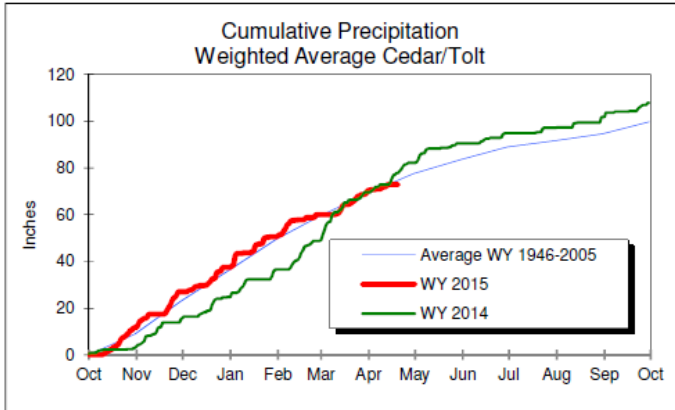 Cumulative Precipitation
Weighted Average Cedar/Tolt
Inches
120
100
80
60
40
20
0
Average WY 1946-2005
WY 2015
WY 2014
Oct Nov Dec Jan Feb Mar Apr May Jun Jul Aug Sep Oct